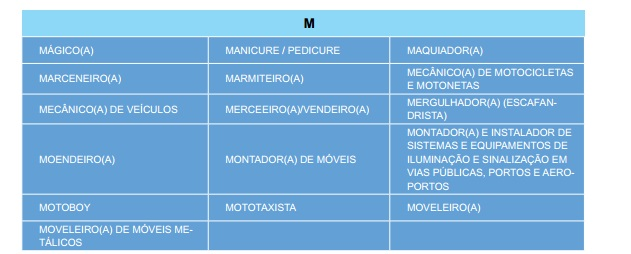 M
MÁGICO(A)
MANICURE / PEDICURE
MAQUIADOR(A)
MARCENEIRO(A)
MARMITEIRO(A)
MECÂNICO(A) DE MOTOCICLETAS
E MOTONETAS
MECÂNICO(A) DE VEÍCULOS
MERCEEIRO(A)/VENDEIRO(A)
MERGULHADOR(A) (ESCAFAN-
DRISTA)
MOENDEIRO(A)
MONTADOR(A) DE MÓVEIS
MONTADOR(A) E INSTALADOR DE
SISTEMAS E EQUIPAMENTOS DE
ILUMINAÇÃO E SINALIZAÇÃO EM
VIAS PÚBLICAS, PORTOS E AERO-
PORTOS
MOTOBOY
MOTOTAXISTA
MOVELEIRO(A)
MOVELEIRO(A) DE MÓVEIS ME-
TÁLICOS